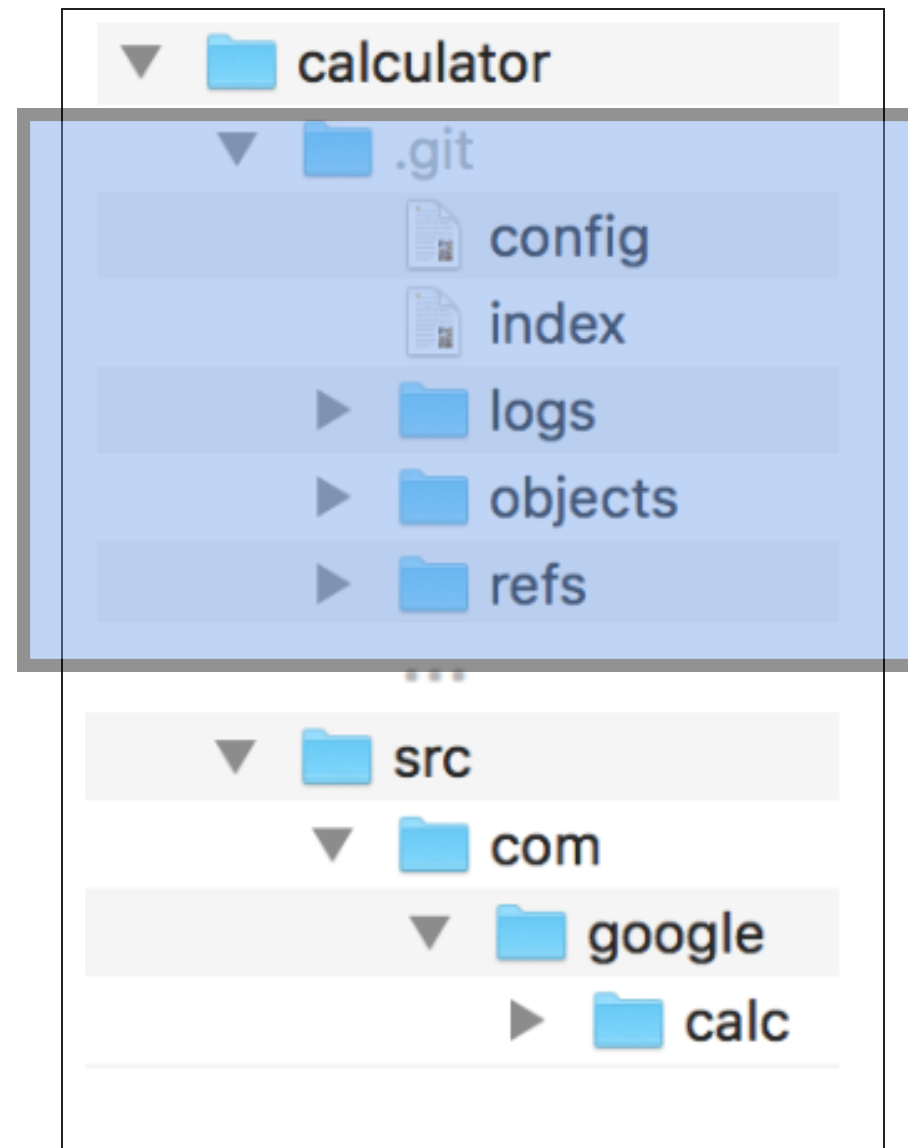 calculator
.git
config
index
logs
objects
refs
...
src
com
google
calc